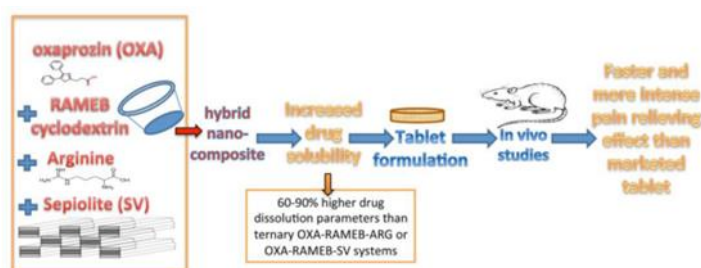 oxaprozin (OXA)
RAMEB
cyclodextrin
Arginine
Sepiolite (SV)
hybrid
nano-
composite
Increased
drug
solubility
60-90% higher drug
dissolution parameters than
ternary OXA-RAMEB-ARG or
OXA-RAMEB-SV systems
Tablet
formulation
In vivo
studies
Faster and
more intense
pain relieving
effect than
marketed
tablet